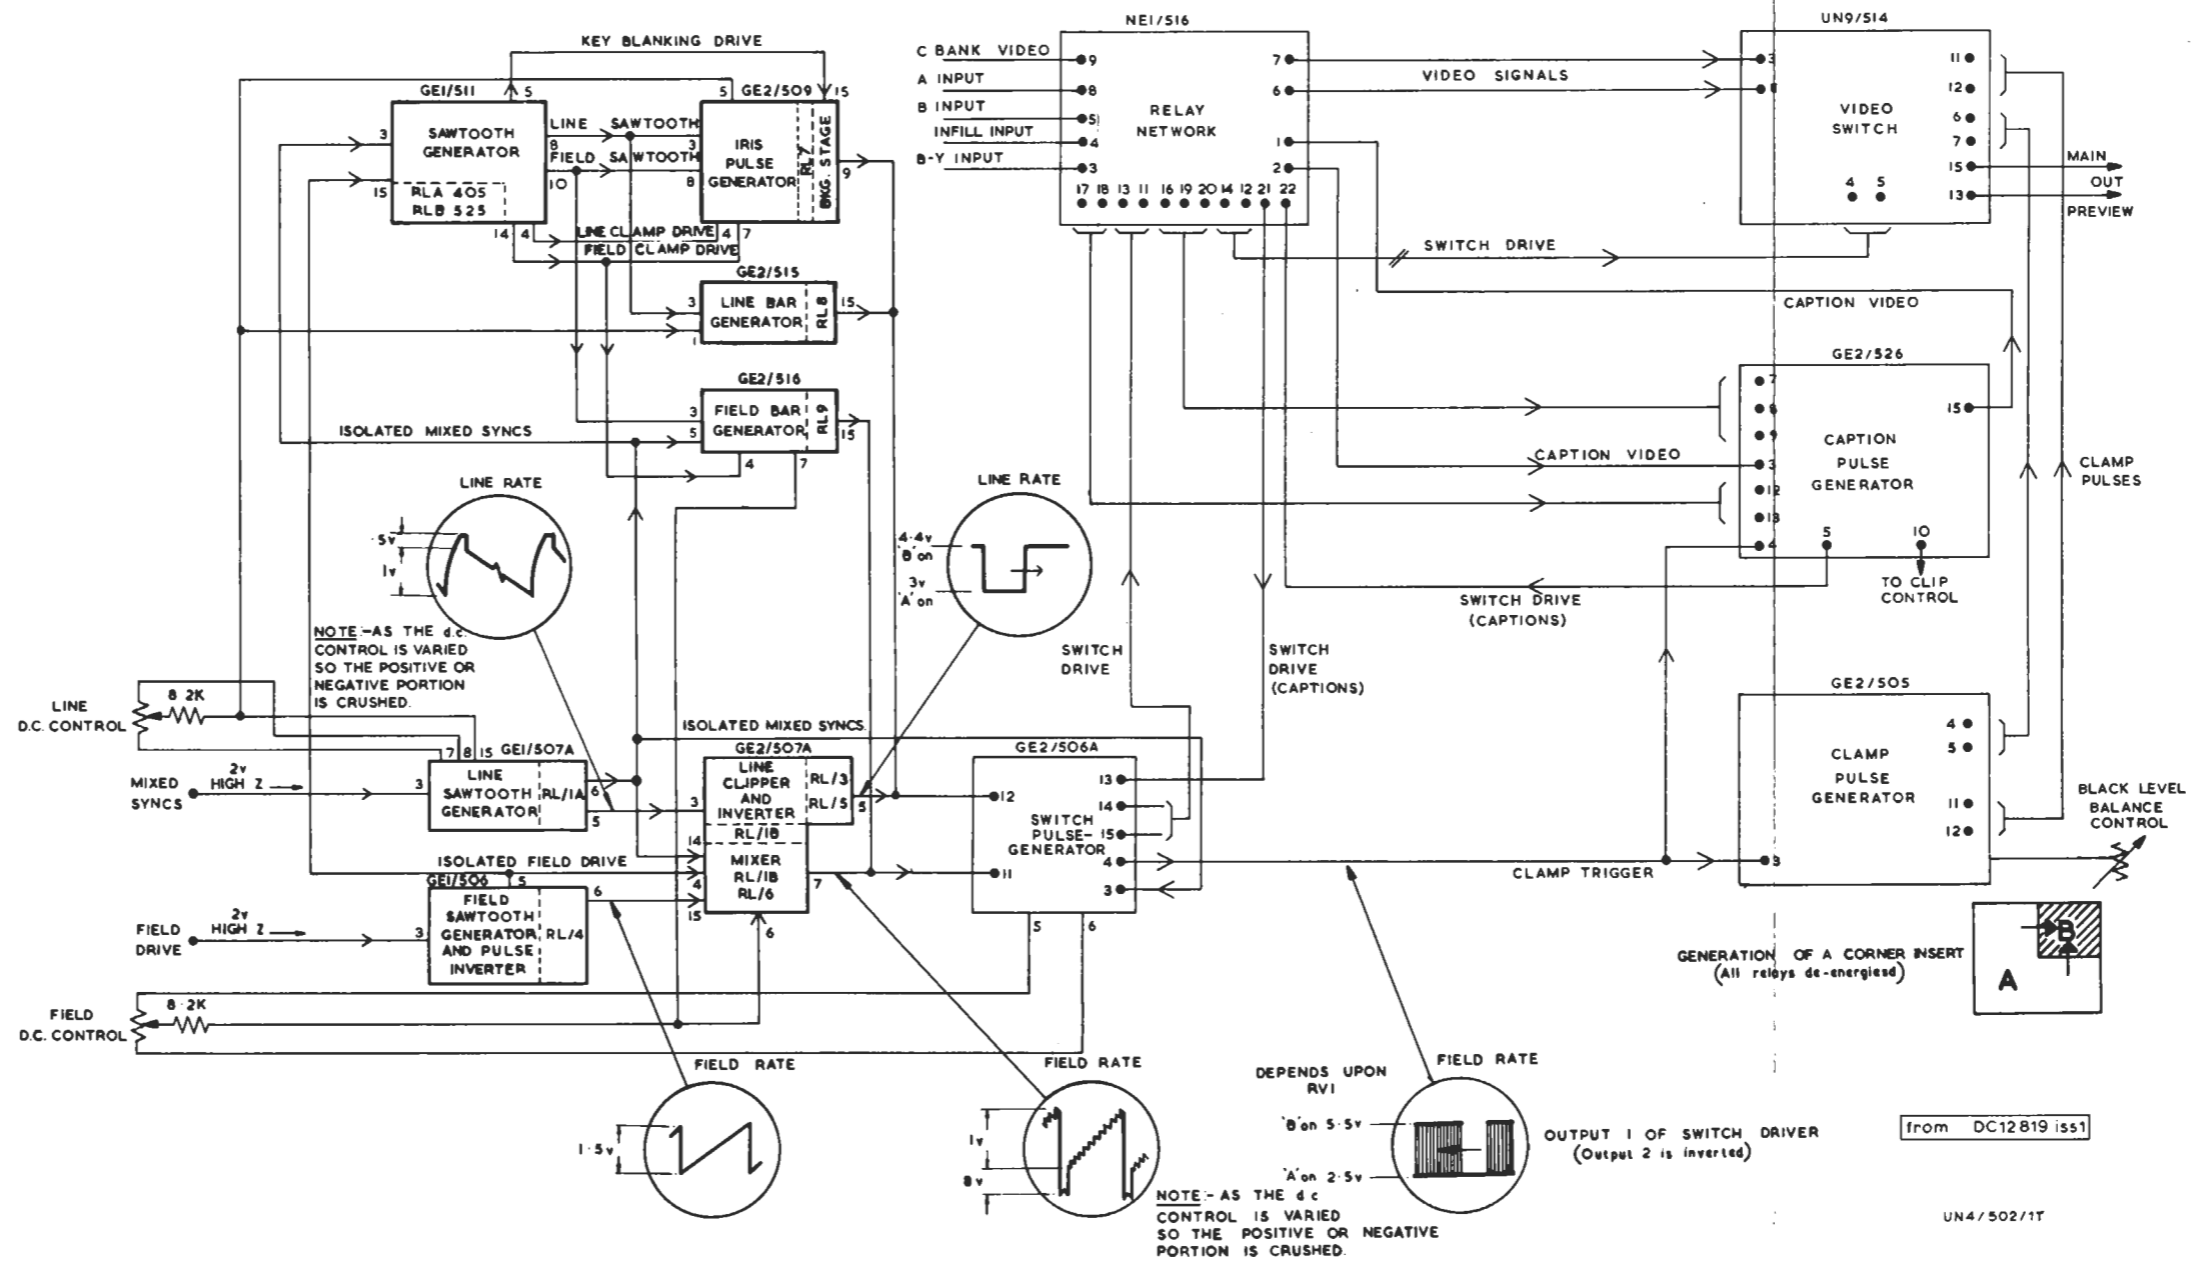 KEY BLANKING DRIVE
GE1/511
5
3
SAWTOOTH
GENERATOR
15
RLA 405
RLB 525
LINE SAWTOOTH
8
FIELD SAWTOOTH
10
14 4
LINE CLAMP DRIVE
FIELD CLAMP DRIVE
5
GE2/509
15
3
8
IRIS
PULSE
GENERATOR
RL7
BKG. STAGE
9
4 7
GE2/515
3
LINE BAR
GENERATOR
RL8
15
1
GE2/516
3
5
FIELD BAR
GENERATOR
RL9
15
4
7
ISOLATED MIXED SYNCS
LINE RATE
·5v
1v
NOTE:-AS THE d.c.
CONTROL IS VARIED
SO THE POSITIVE OR
NEGATIVE PORTION
IS CRUSHED.
LINE
D.C. CONTROL
8·2K
7 8 15
GE1/507A
MIXED
SYNCS
2v
HIGH Z
3
LINE
SAWTOOTH
GENERATOR
RL/1A
6
5
ISOLATED FIELD DRIVE
GE1/506
5
FIELD
DRIVE
2v
HIGH Z
3
FIELD
SAWTOOTH
GENERATOR
AND PULSE
INVERTER
RL/4
6
FIELD
D.C. CONTROL
8·2K
LINE RATE
4·4v
'B' on
3v
'A' on
ISOLATED MIXED SYNCS.
GE2/507A
3
LINE
CLIPPER
AND
INVERTER
RL/3
RL/5
5
14
RL/1B
4
MIXER
RL/1B
RL/6
7
15
6
GE2/506A
12
11
SWITCH
PULSE-
GENERATOR
13
14
15
4
3
5
6
FIELD RATE
1·5v
FIELD RATE
1v
8v
NOTE:- AS THE d c
CONTROL IS VARIED
SO THE POSITIVE OR NEGATIVE
PORTION IS CRUSHED.
NE1/516
C BANK VIDEO
A INPUT
B INPUT
INFILL INPUT
B-Y INPUT
9
8
5
4
3
RELAY
NETWORK
7
6
1
2
17 18 13 11 16 19 20 14 12 21 22
VIDEO SIGNALS
SWITCH DRIVE
UN9/514
3
VIDEO
SWITCH
4 5
11
12
6
7
15
13
MAIN
OUT
PREVIEW
CAPTION VIDEO
GE2/526
7
9
3
12
13
4
CAPTION
PULSE
GENERATOR
15
5
10
TO CLIP
CONTROL
CAPTION VIDEO
CLAMP
PULSES
SWITCH DRIVE
(CAPTIONS)
SWITCH
DRIVE
SWITCH
DRIVE
(CAPTIONS)
GE2/505
3
CLAMP
PULSE
GENERATOR
4
5
11
12
BLACK LEVEL
BALANCE
CONTROL
CLAMP TRIGGER
GENERATION OF A CORNER INSERT
(All relays de-energiesd)
B
A
DEPENDS UPON
RV1
FIELD RATE
'B' on 5·5v
'A' on 2·5v
OUTPUT 1 OF SWITCH DRIVER
(Output 2 is inverted)
from DC12819 iss1
UN4/502/1T